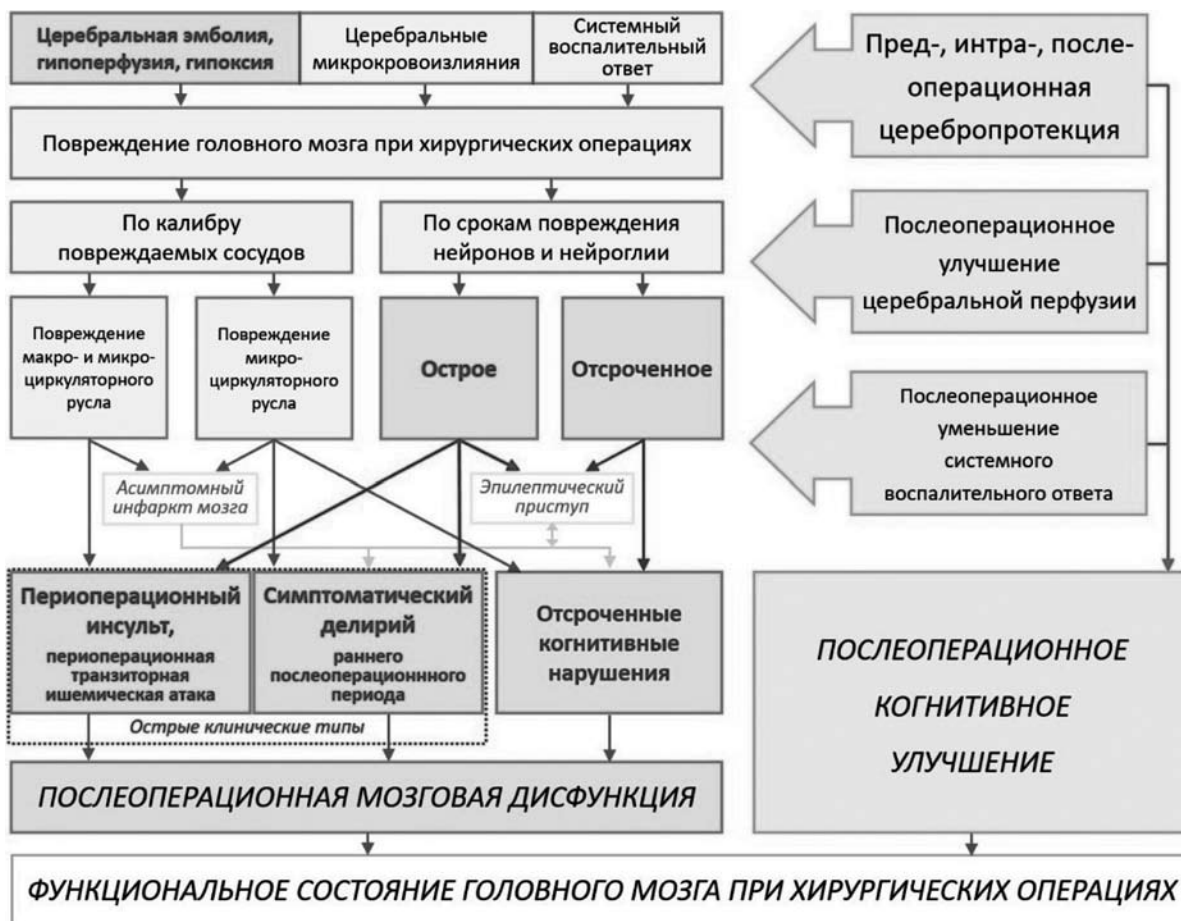 Церебральная эмболия,
гипоперфузия, гипоксия
Церебральные
микрокровоизлияния
Системный
воспалительный
ответ
Повреждение головного мозга при хирургических операциях
По калибру
повреждаемых сосудов
По срокам повреждения
нейронов и нейроглии
Повреждение
макро- и микро-
циркуляторного
русла
Повреждение
микро-
циркуляторного
русла
Острое
Отсроченное
Асимптомный
инфаркт мозга
Эпилептический
приступ
Периоперационный
инсульт,
периоперационная
транзиторная
ишемическая атака
Симптоматический
делирий
раннего
послеоперационнного
периода
Отсроченные
когнитивные
нарушения
Острые клинические типы
ПОСЛЕОПЕРАЦИОННАЯ МОЗГОВАЯ ДИСФУНКЦИЯ
Пред-, интра-, после-
операционная
церебропротекция
Послеоперационное
улучшение
церебральной перфузии
Послеоперационное
уменьшение
системного
воспалительного ответа
ПОСЛЕОПЕРАЦИОННОЕ
КОГНИТИВНОЕ
УЛУЧШЕНИЕ
ФУНКЦИОНАЛЬНОЕ СОСТОЯНИЕ ГОЛОВНОГО МОЗГА ПРИ ХИРУРГИЧЕСКИХ ОПЕРАЦИЯХ